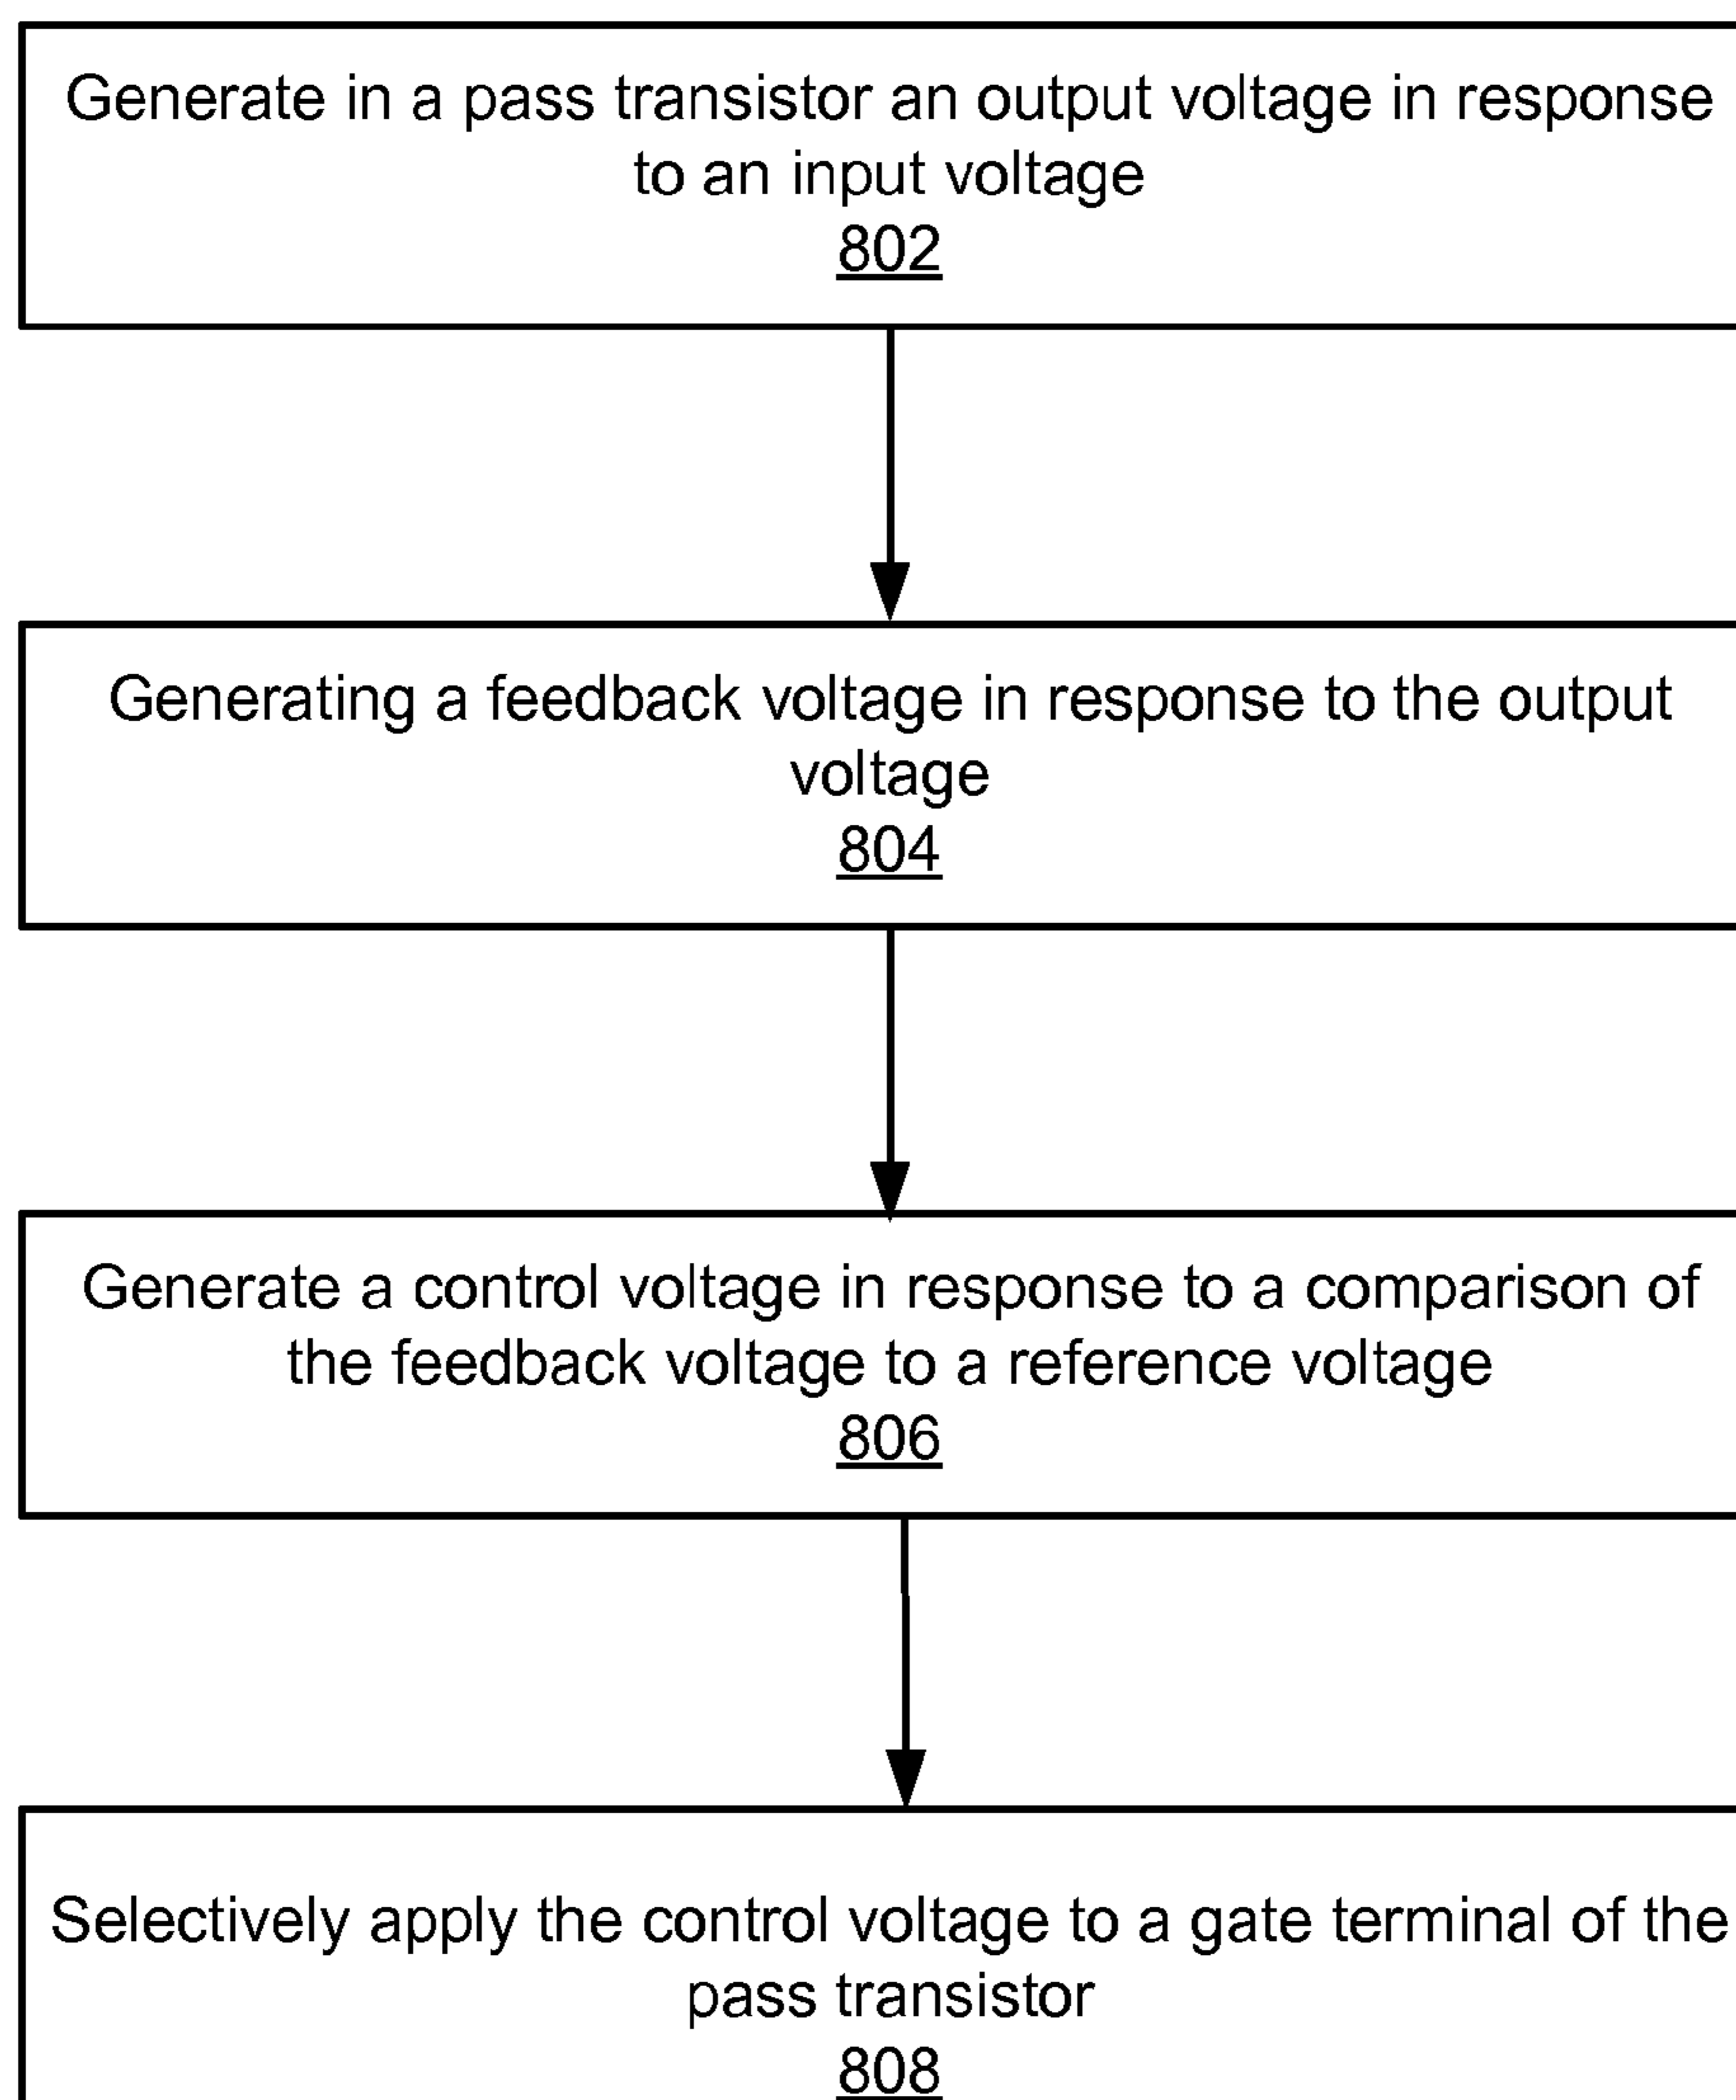 Generate in a pass transistor an output voltage in response
to an input voltage
802
Generating a feedback voltage in response to the output
voltage
804
Generate a control voltage in response to a comparison of
the feedback voltage to a reference voltage
806
Selectively apply the control voltage to a gate terminal of the
pass transistor
808